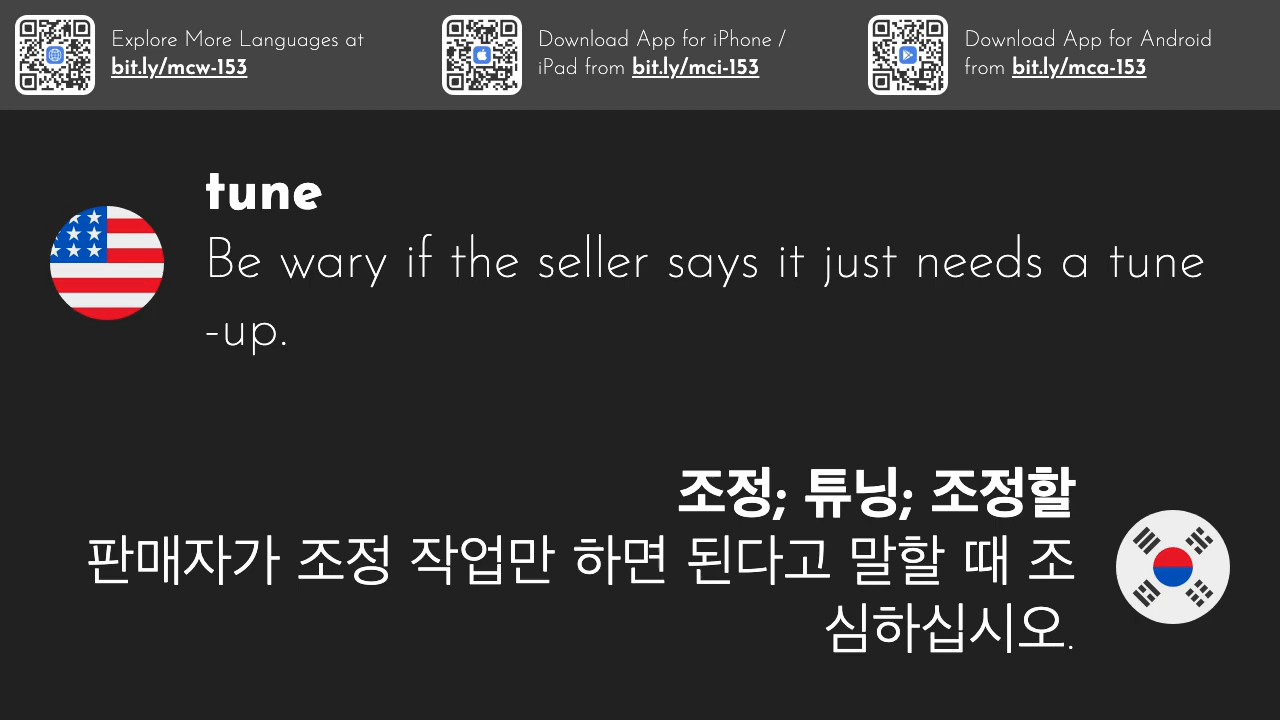 Explore More Languages at
bit.ly/mcw-153
Download App for iPhone /
iPad from bit.ly/mci-153
Download App for Android
from bit.ly/mca-153
tune
Be wary if the seller says it just needs a tune
-up.
조정; 튜닝; 조정할
판매자가 조정 작업만 하면 된다고 말할 때 조
심하십시오.